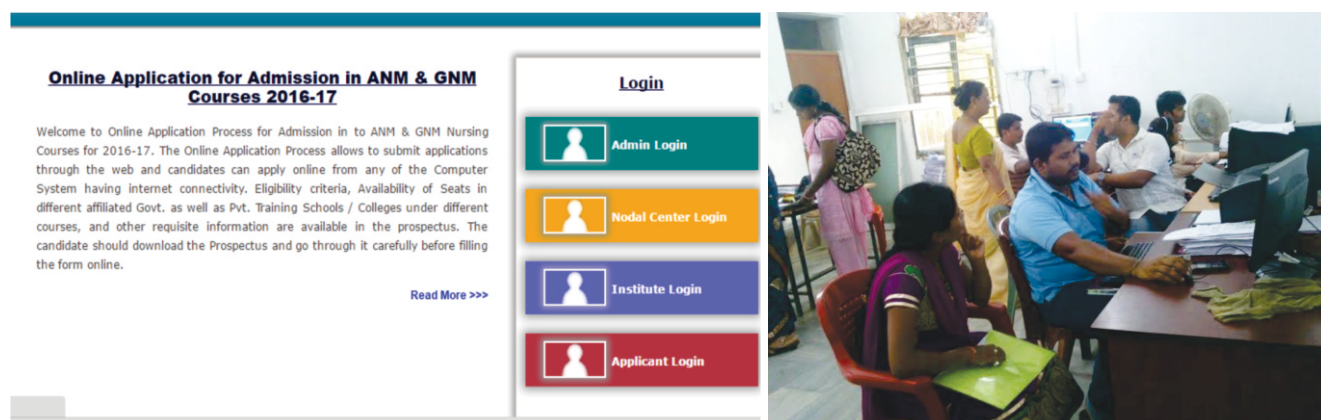 Online Application for Admission in ANM & GNM
Courses 2016-17
Welcome to Online Application Process for Admission in to ANM & GNM Nursing
Courses for 2016-17. The Online Application Process allows to submit applications
through the web and candidates can apply online from any of the Computer
System having internet connectivity. Eligibility criteria, Availability of Seats in
different affiliated Govt. as well as Pvt. Training Schools / Colleges under different
courses, and other requisite information are available in the prospectus. The
candidate should download the Prospectus and go through it carefully before filling
the form online.
Read More >>>
Login
Admin Login
Nodal Center Login
Institute Login
Applicant Login